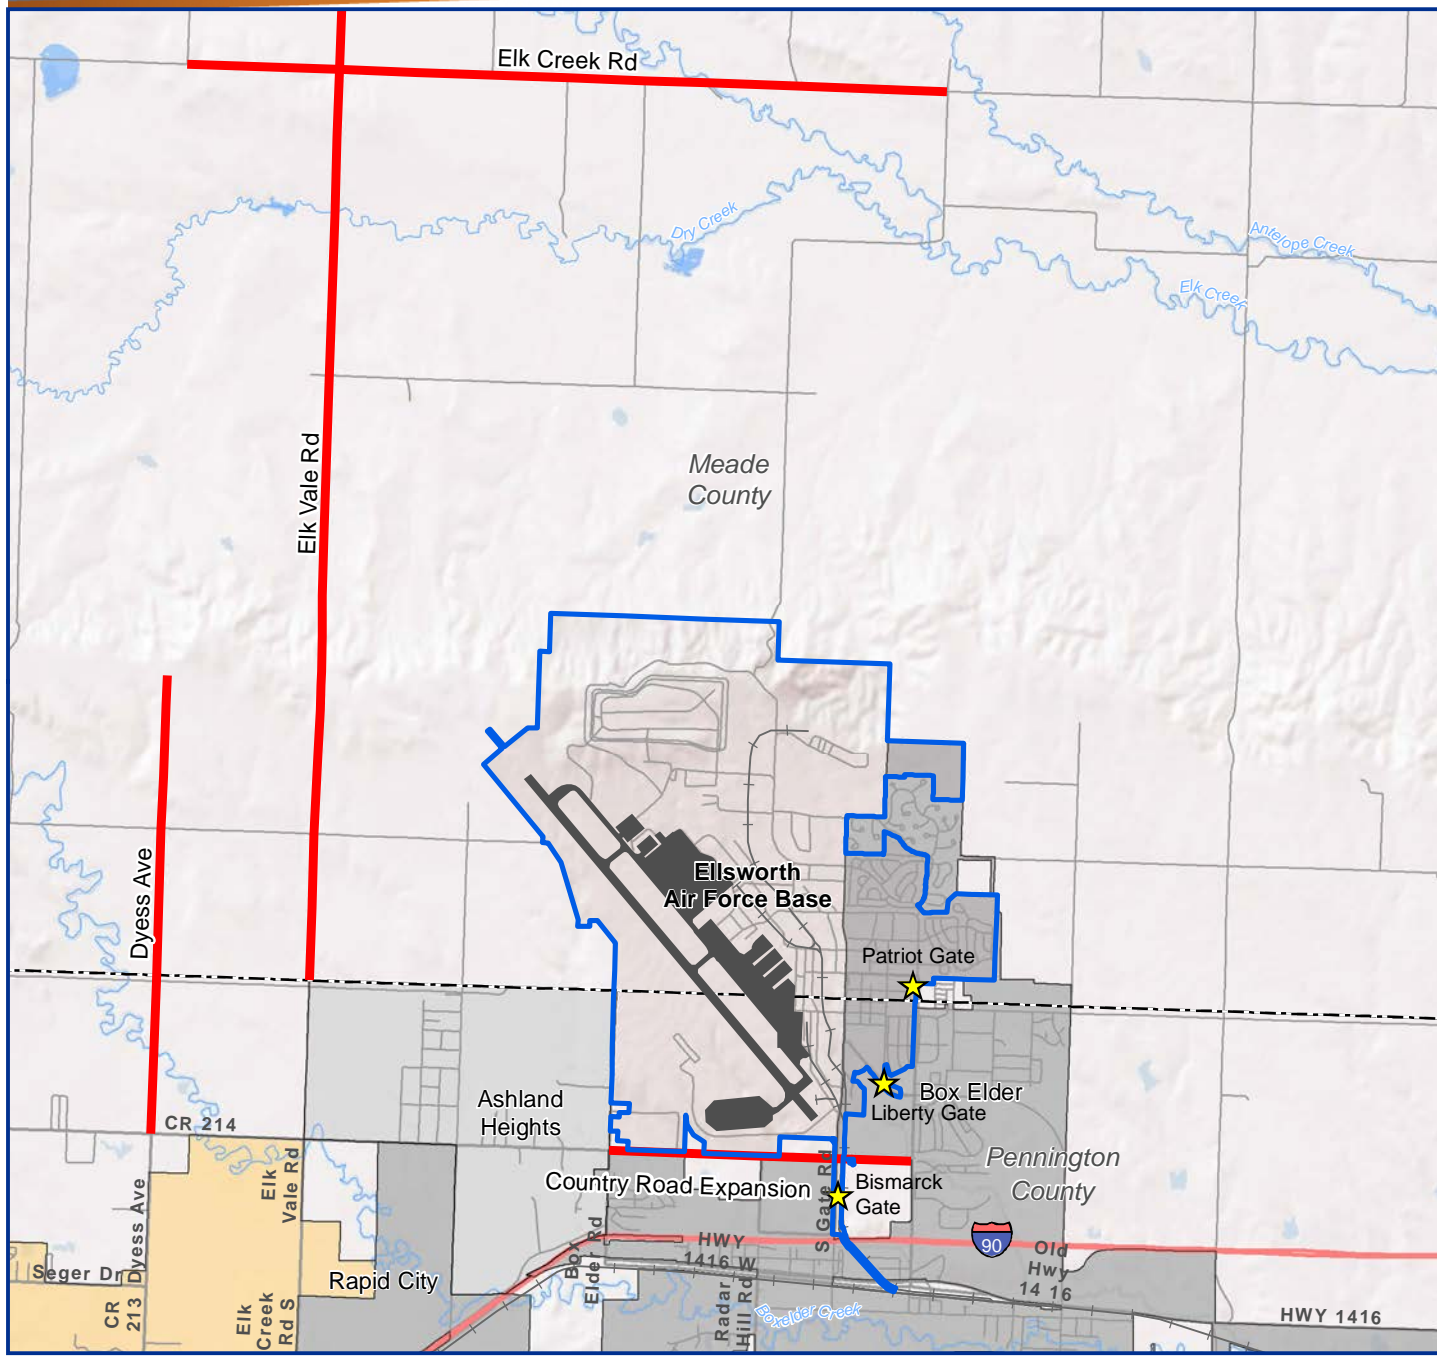 Elk Creek Rd
Dry Creek
Antelope Creek
Elk Creek
Meade
County
Elk Vale Rd
Dyess Ave
Ellsworth
Air Force Base
Patriot Gate
Box Elder
Liberty Gate
Ashland
Heights
CR 214
Pennington
County
Country Road Expansion
Bismarck
Gate
S Gate Rd
Elk
Vale Rd
Dyess Ave
Box
Elder Rd
HWY
1416 W
90
Old
Hwy
14 16
Seger Dr
Rapid City
CR
213
Elk
Creek
Rd S
Radar
Hill Rd
Boxelder Creek
HWY 1416